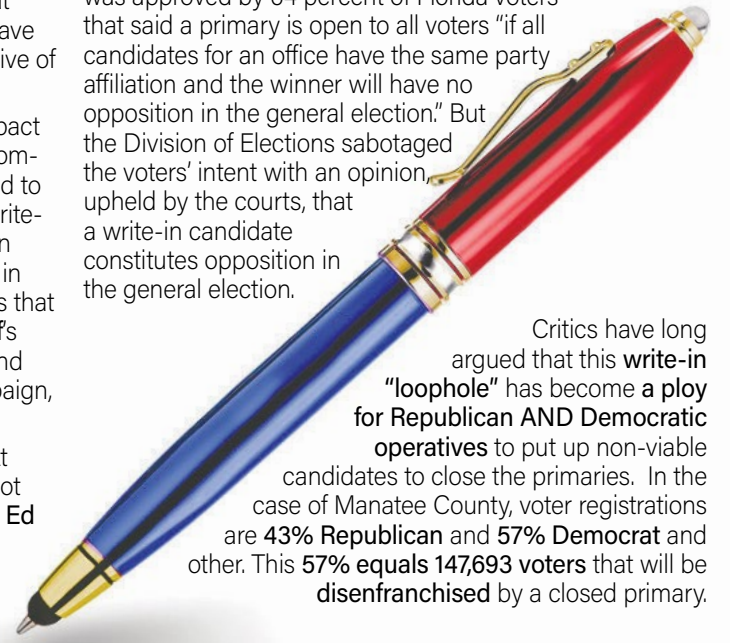 ave
ive of
pact
om-
d to
rite-
n
in
s that
f's
nd
paign,
t
ot
Ed
was approved by 64 percent of Florida voters
that said a primary is open to all voters “if all
candidates for an office have the same party
affiliation and the winner will have no
opposition in the general election.” But
the Division of Elections sabotaged
the voters’ intent with an opinion,
upheld by the courts, that
a write-in candidate
constitutes opposition in
the general election.
Critics have long
argued that this write-in
“loophole” has become a ploy
for Republican AND Democratic
operatives to put up non-viable
candidates to close the primaries. In the
case of Manatee County, voter registrations
are 43% Republican and 57% Democrat and
other. This 57% equals 147,693 voters that will be
disenfranchised by a closed primary.